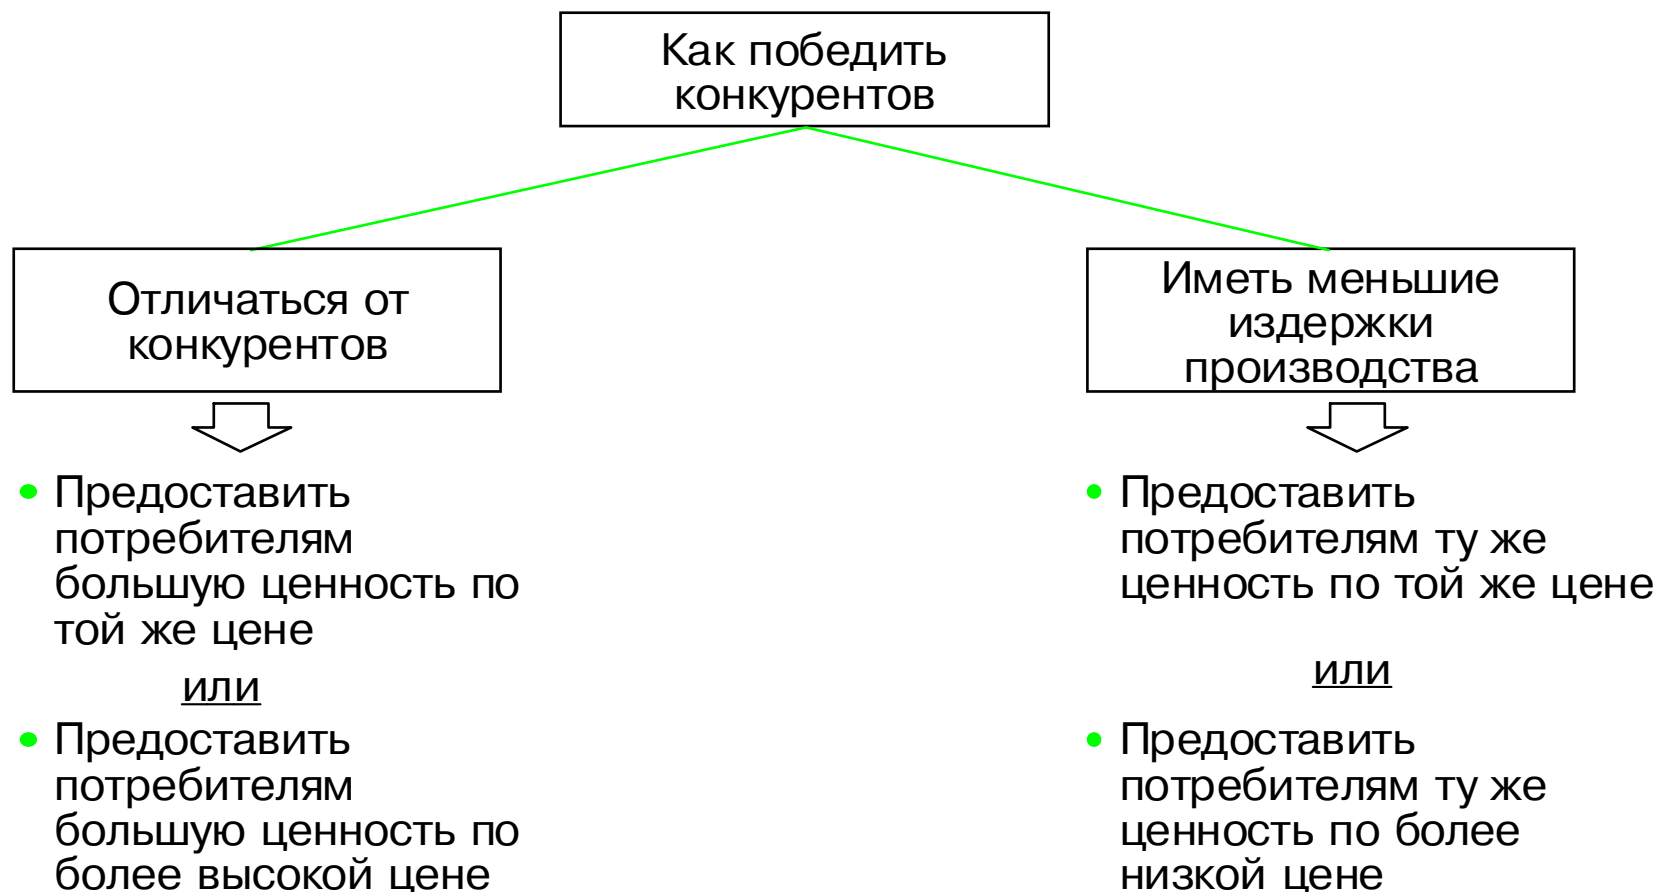 Как победить
конкурентов
Отличаться от
конкурентов
Предоставить
потребителям
большую ценность по
той же цене
или
Предоставить
потребителям
большую ценность по
более высокой цене
Иметь меньшие
издержки
производства
Предоставить
потребителям ту же
ценность по той же цене
или
Предоставить
потребителям ту же
ценность по более
низкой цене